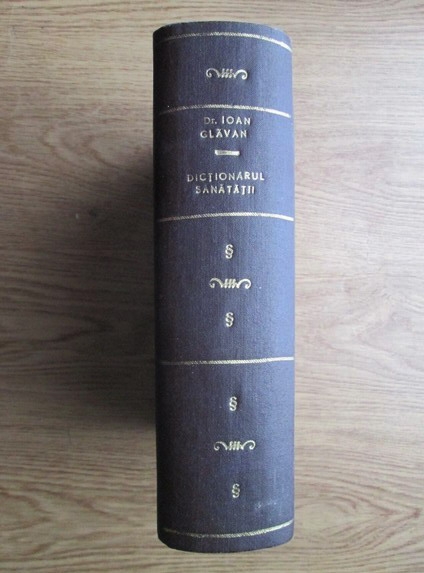 Dr. IOAN
GLĂVAN
DICȚIONARUL
SĂNĂTĂȚII
§
§
§
§